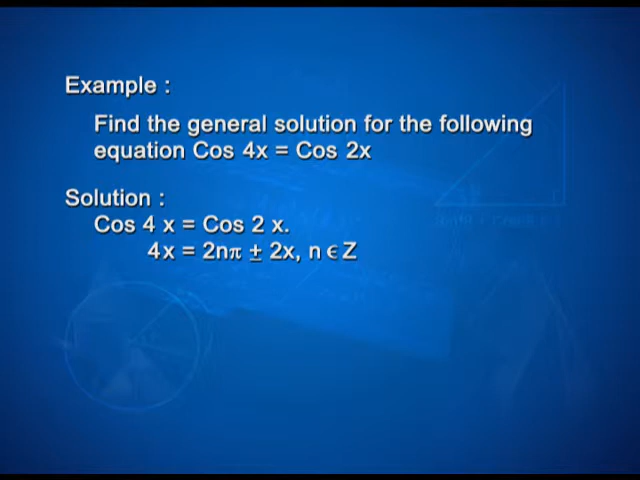 Example :
Find the general solution for the following
equation Cos 4x = Cos 2x
Solution :
Cos 4 x = Cos 2 x.
4x = 2nπ ± 2x, n ϵ Z